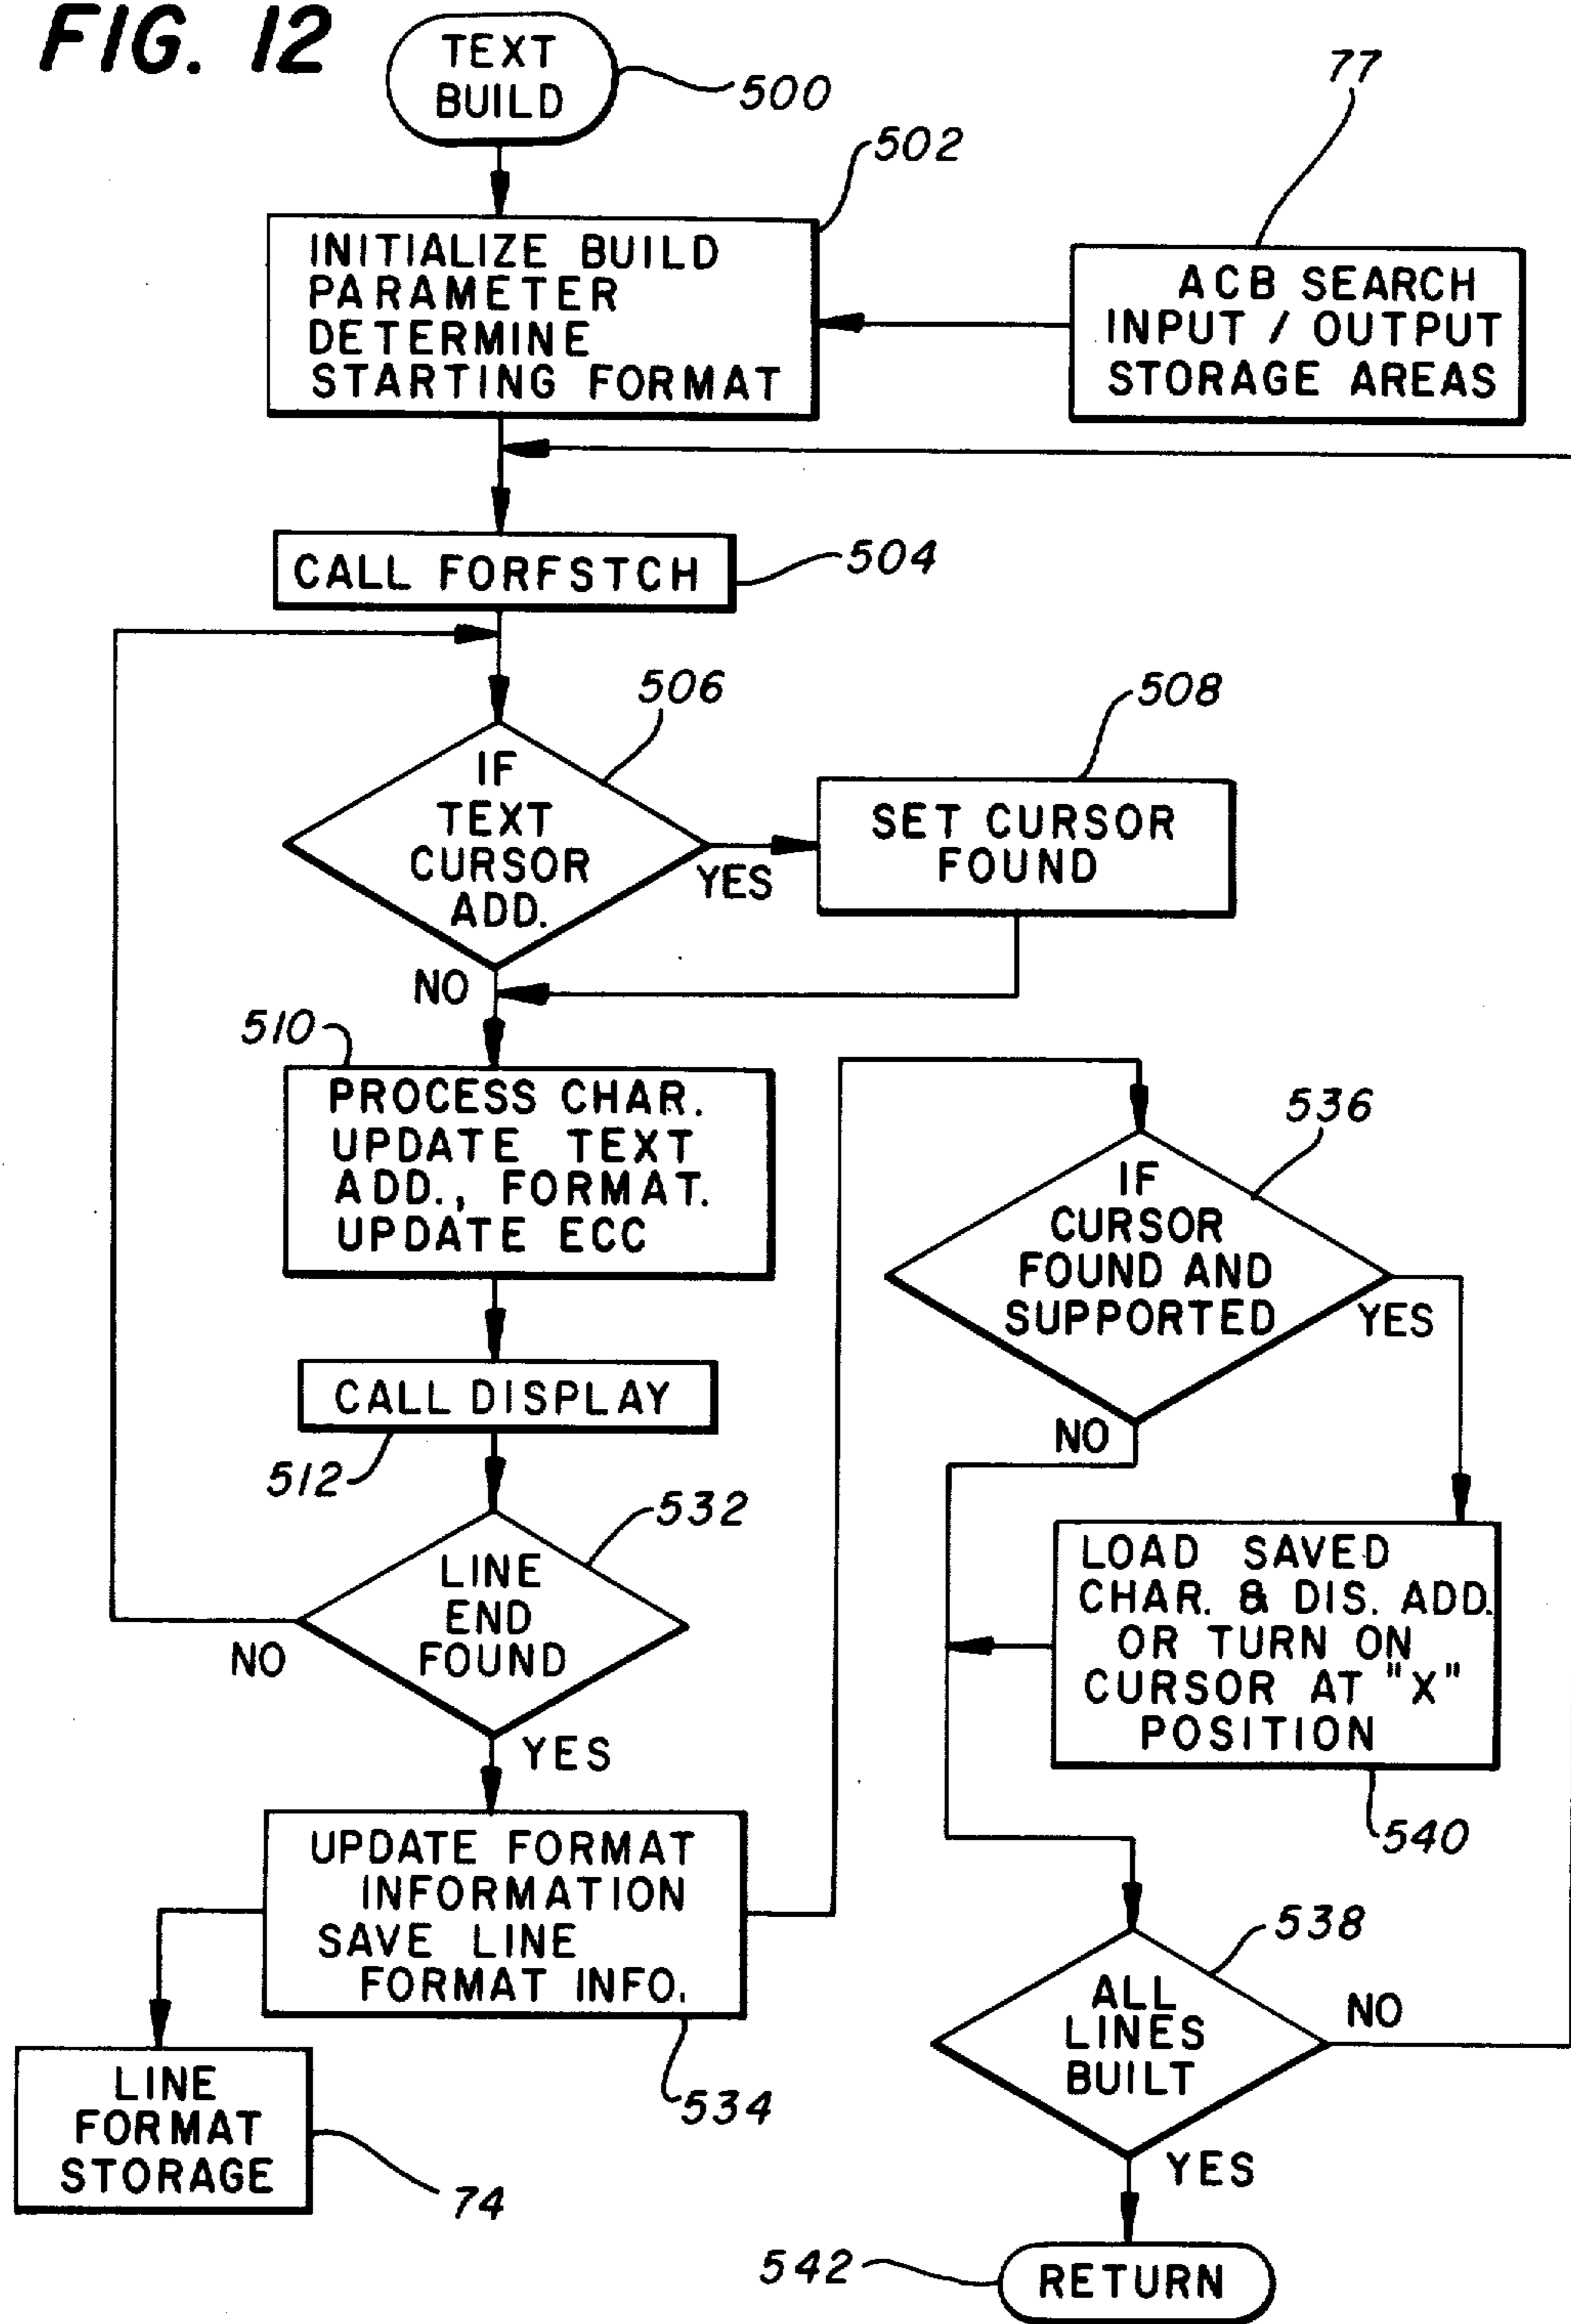 FIG. 12
TEXT
BUILD
500
77
502
INITIALIZE BUILD
PARAMETER
DETERMINE
STARTING FORMAT
ACB SEARCH
INPUT / OUTPUT
STORAGE AREAS
CALL FORFSTCH
504
506
508
IF
TEXT
CURSOR
ADD.
YES
SET CURSOR
FOUND
NO
510
PROCESS CHAR.
UPDATE TEXT
ADD., FORMAT.
UPDATE ECC
536
IF
CURSOR
FOUND AND
SUPPORTED
YES
NO
CALL DISPLAY
512
532
LINE
END
FOUND
NO
YES
LOAD SAVED
CHAR. & DIS. ADD.
OR TURN ON
CURSOR AT "X"
POSITION
540
UPDATE FORMAT
INFORMATION
SAVE LINE
FORMAT INFO.
534
538
ALL
LINES
BUILT
NO
YES
LINE
FORMAT
STORAGE
74
542
RETURN